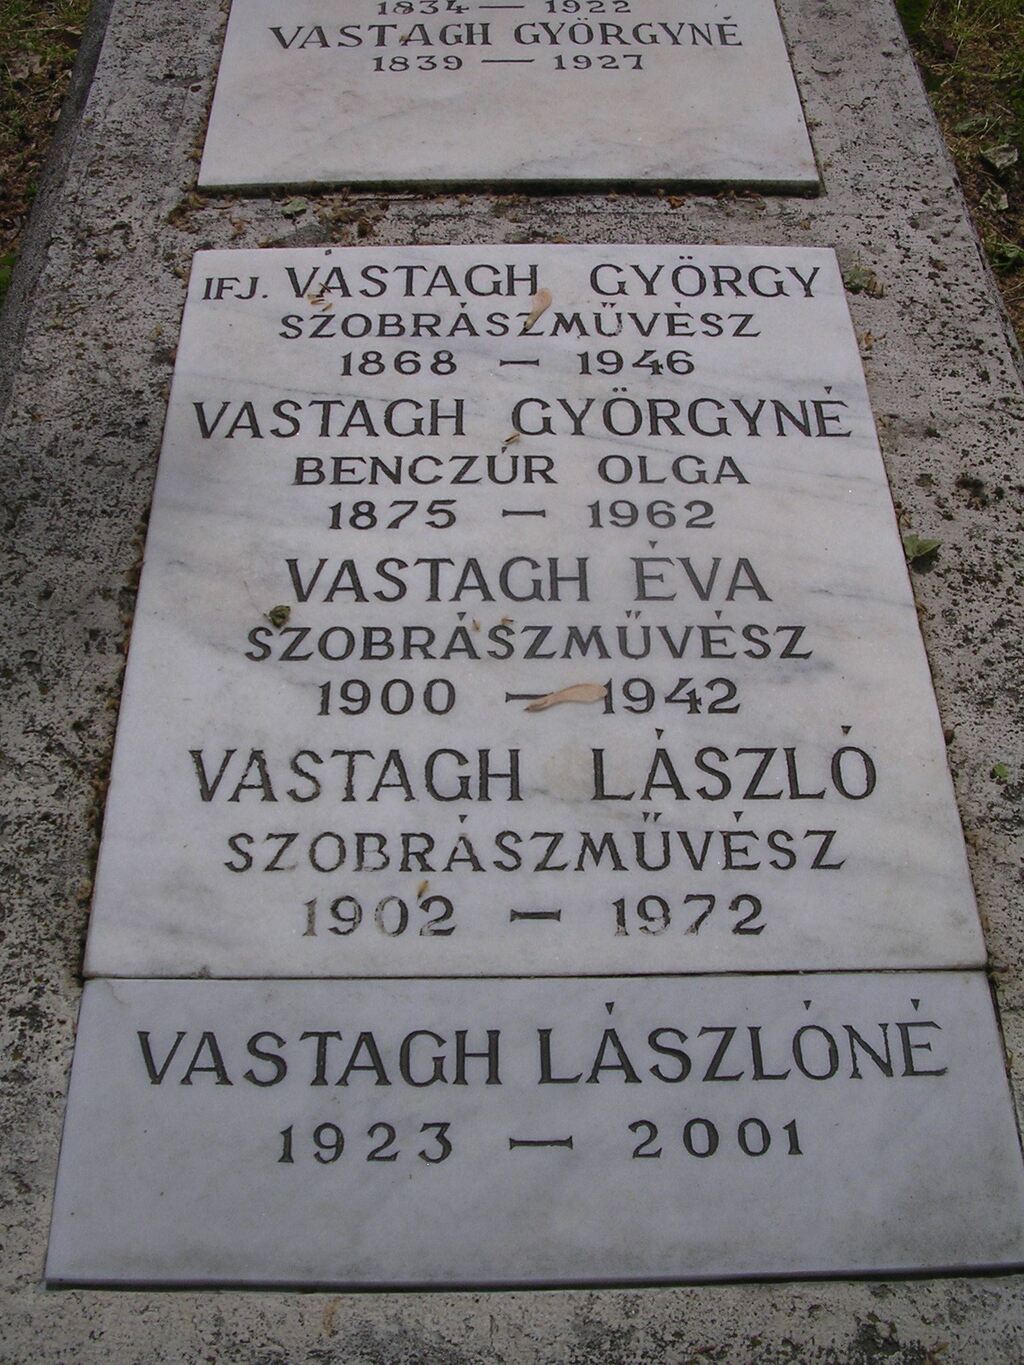 1834 — 1922
VASTAGH GYÖRGYNÉ
1839 — 1927
IFJ. VASTAGH GYÖRGY
SZOBRÁSZMŰVÉSZ
1868 — 1946
VASTAGH GYÖRGYNÉ
BENCZÚR OLGA
1875 — 1962
VASTAGH ÉVA
SZOBRÁSZMŰVÉSZ
1900 — 1942
VASTAGH LÁSZLÓ
SZOBRÁSZMŰVÉSZ
1902 — 1972
VASTAGH LÁSZLÓNÉ
1923 — 2001